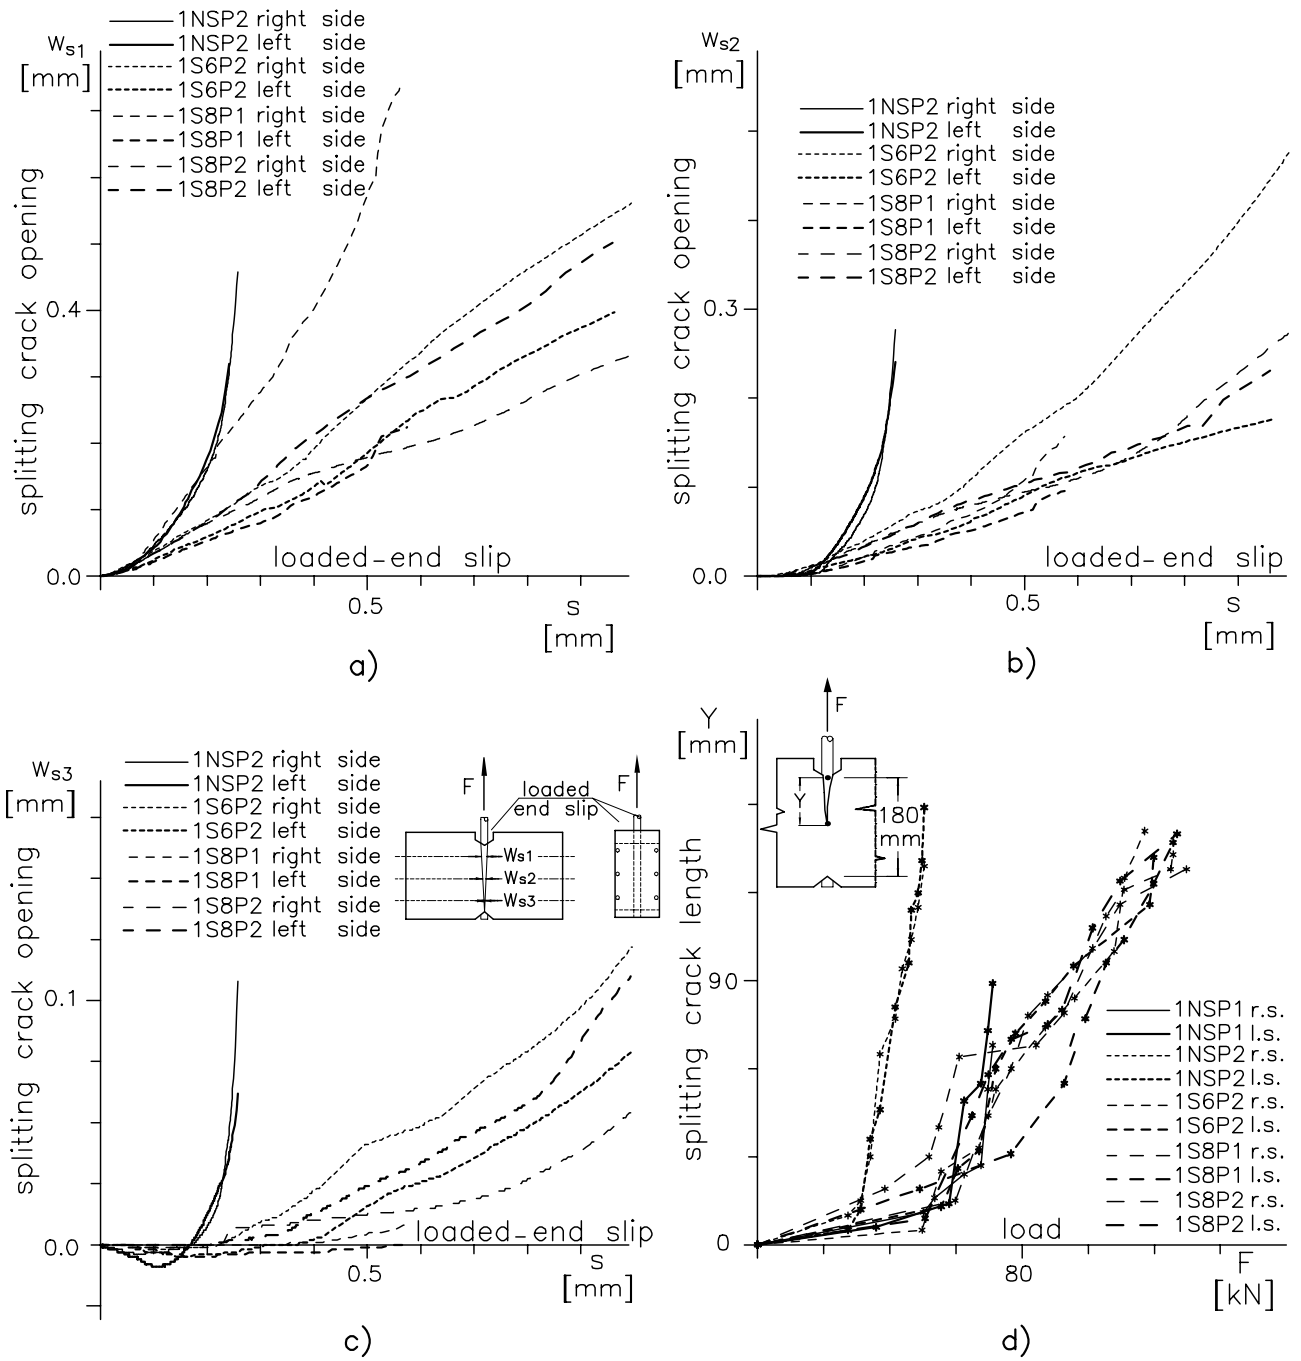 Ws1
[mm]
1NSP2 right side
1NSP2 left side
1S6P2 right side
1S6P2 left side
1S8P1 right side
1S8P1 left side
1S8P2 right side
1S8P2 left side
splitting crack opening
0.4
0.0
loaded-end slip
0.5
s
[mm]
a)
Ws2
[mm]
1NSP2 right side
1NSP2 left side
1S6P2 right side
1S6P2 left side
1S8P1 right side
1S8P1 left side
1S8P2 right side
1S8P2 left side
splitting crack opening
0.3
0.0
loaded-end slip
0.5
s
[mm]
b)
Ws3
[mm]
1NSP2 right side
1NSP2 left side
1S6P2 right side
1S6P2 left side
1S8P1 right side
1S8P1 left side
1S8P2 right side
1S8P2 left side
F
loaded
end slip
F
Ws1
Ws2
Ws3
splitting crack opening
0.1
0.0
loaded-end slip
0.5
s
[mm]
c)
Y
[mm]
F
Y
180
mm
splitting crack length
90
0
1NSP1 r.s.
1NSP1 l.s.
1NSP2 r.s.
1NSP2 l.s.
1S6P2 r.s.
1S6P2 l.s.
1S8P1 r.s.
1S8P1 l.s.
1S8P2 r.s.
1S8P2 l.s.
load
80
F
[kN]
d)